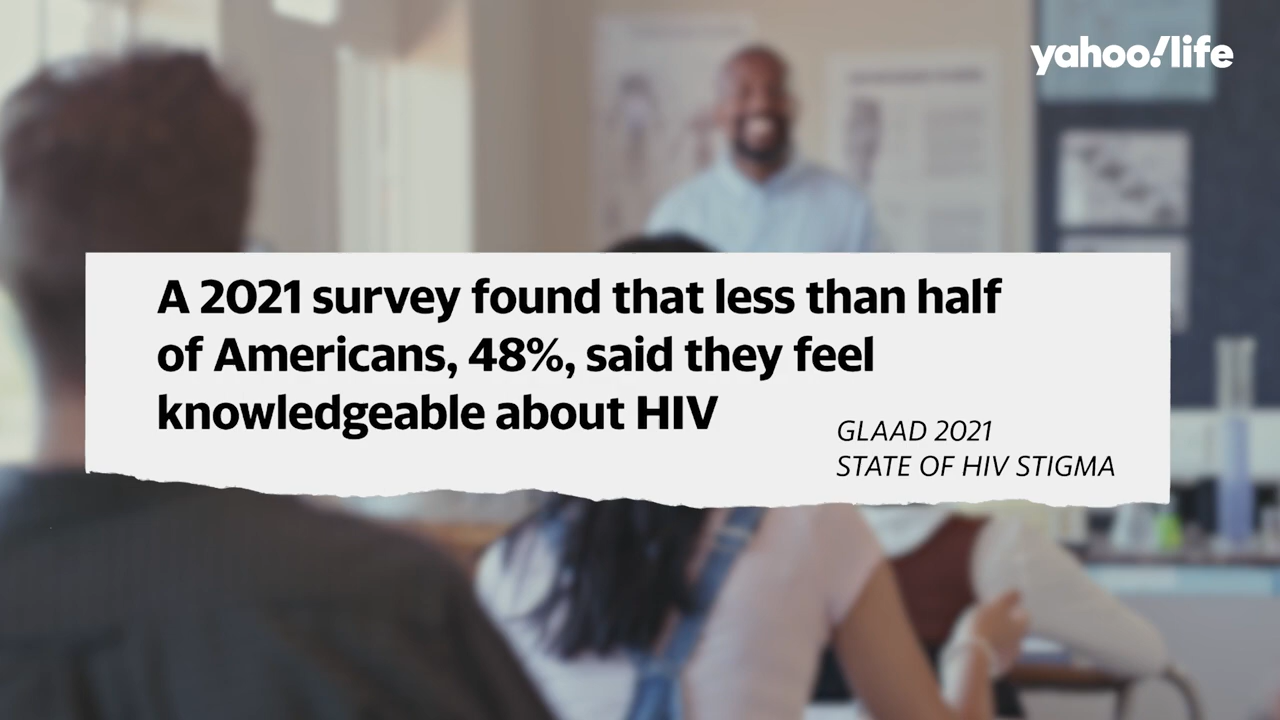 yahoo!life
A 2021 survey found that less than half
of Americans, 48%, said they feel
knowledgeable about HIV
GLAAD 2021
STATE OF HIV STIGMA